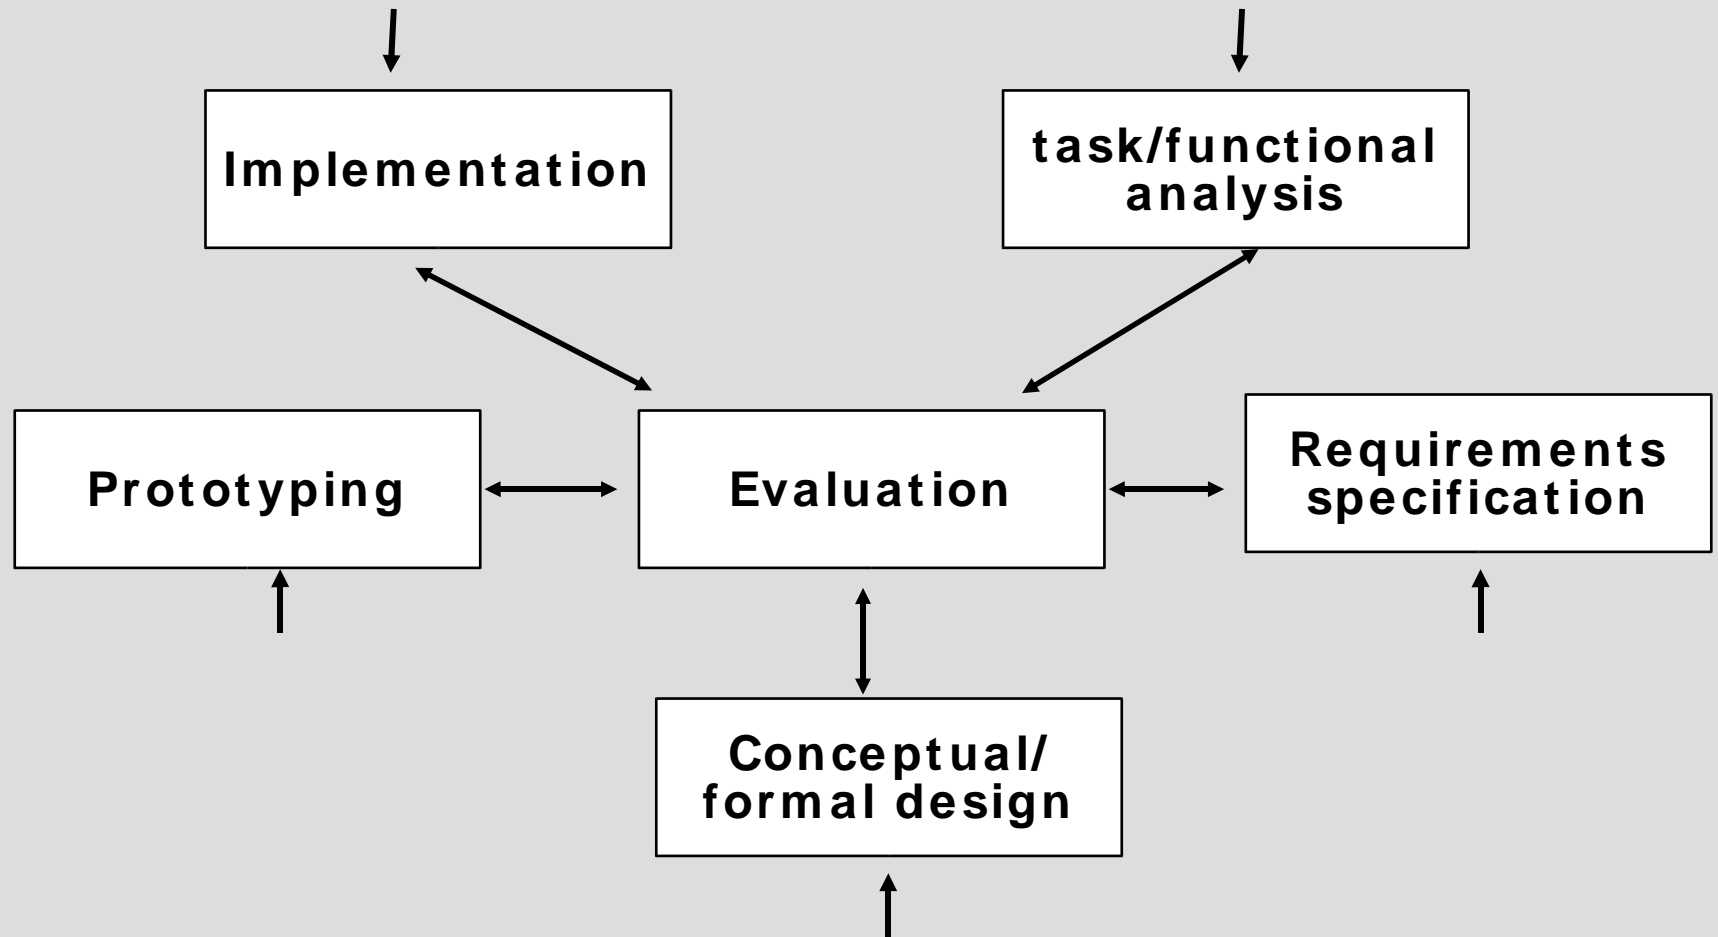 Implementation
task/functional
analysis
Prototyping
Evaluation
Requirements
specification
Conceptual/
formal design